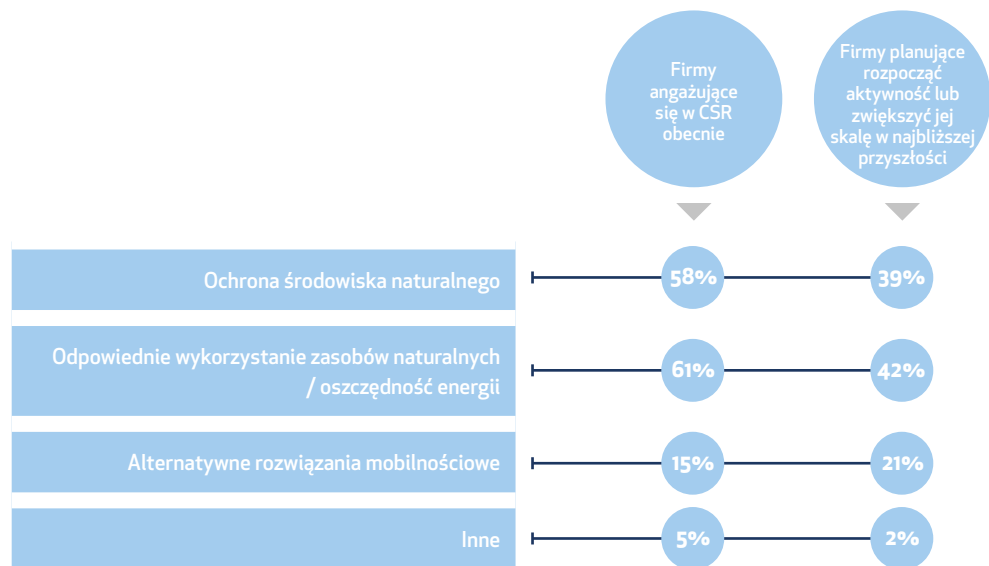 Firmy
angażujące
się w CSR
obecnie
Firmy planujące
rozpocząć
aktywność lub
zwiększyć jej
skalę w najbliższej
przyszłości
Ochrona środowiska naturalnego
58%
39%
Odpowiednie wykorzystanie zasobów naturalnych
/ oszczędność energii
61%
42%
Alternatywne rozwiązania mobilnościowe
15%
21%
Inne
5%
2%